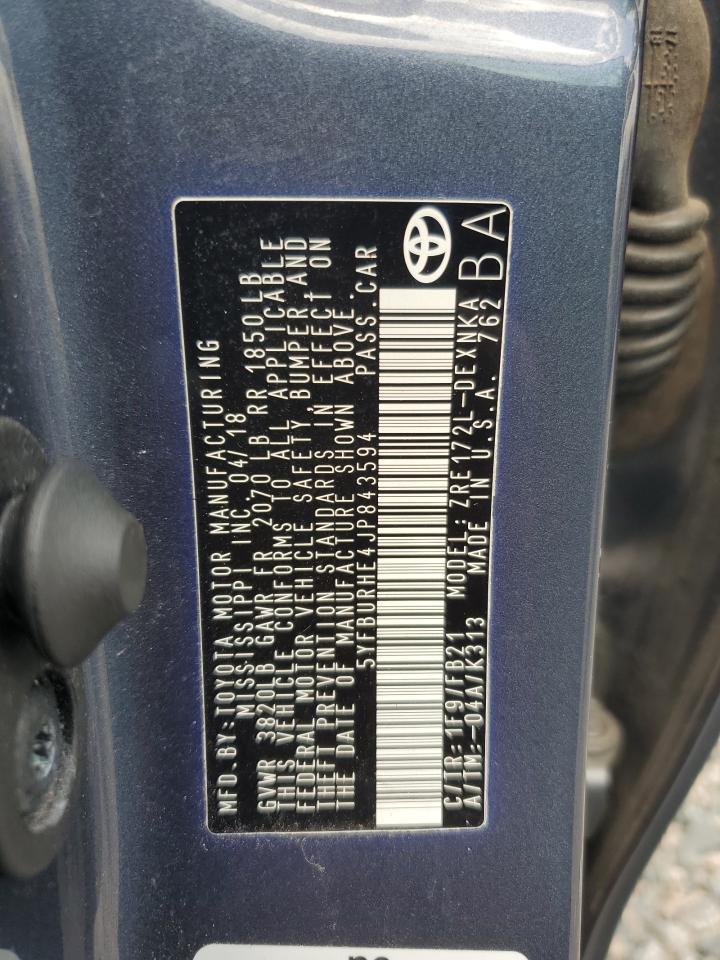 MFD.BY:TOYOTA MOTOR MANUFACTURING
MISSISSIPPI INC. 04/18
GVWR 3820LB GAWR FR 2070 LB RR 1850LB
THIS VEHICLE CONFORMS TO ALL APPLICABLE
FEDERAL MOTOR VEHICLE SAFETY, BUMPER, AND
THEFT PREVENTION STANDARDS IN EFFECT ON
THE DATE OF MANUFACTURE SHOWN ABOVE.
5YFBURHE4JP843594 PASS.CAR
C/TR:1F9/FB21 MODEL:ZRE172L-DEXNKA
A/TM:-04A/K313 MADE IN U.S.A. 762
BA